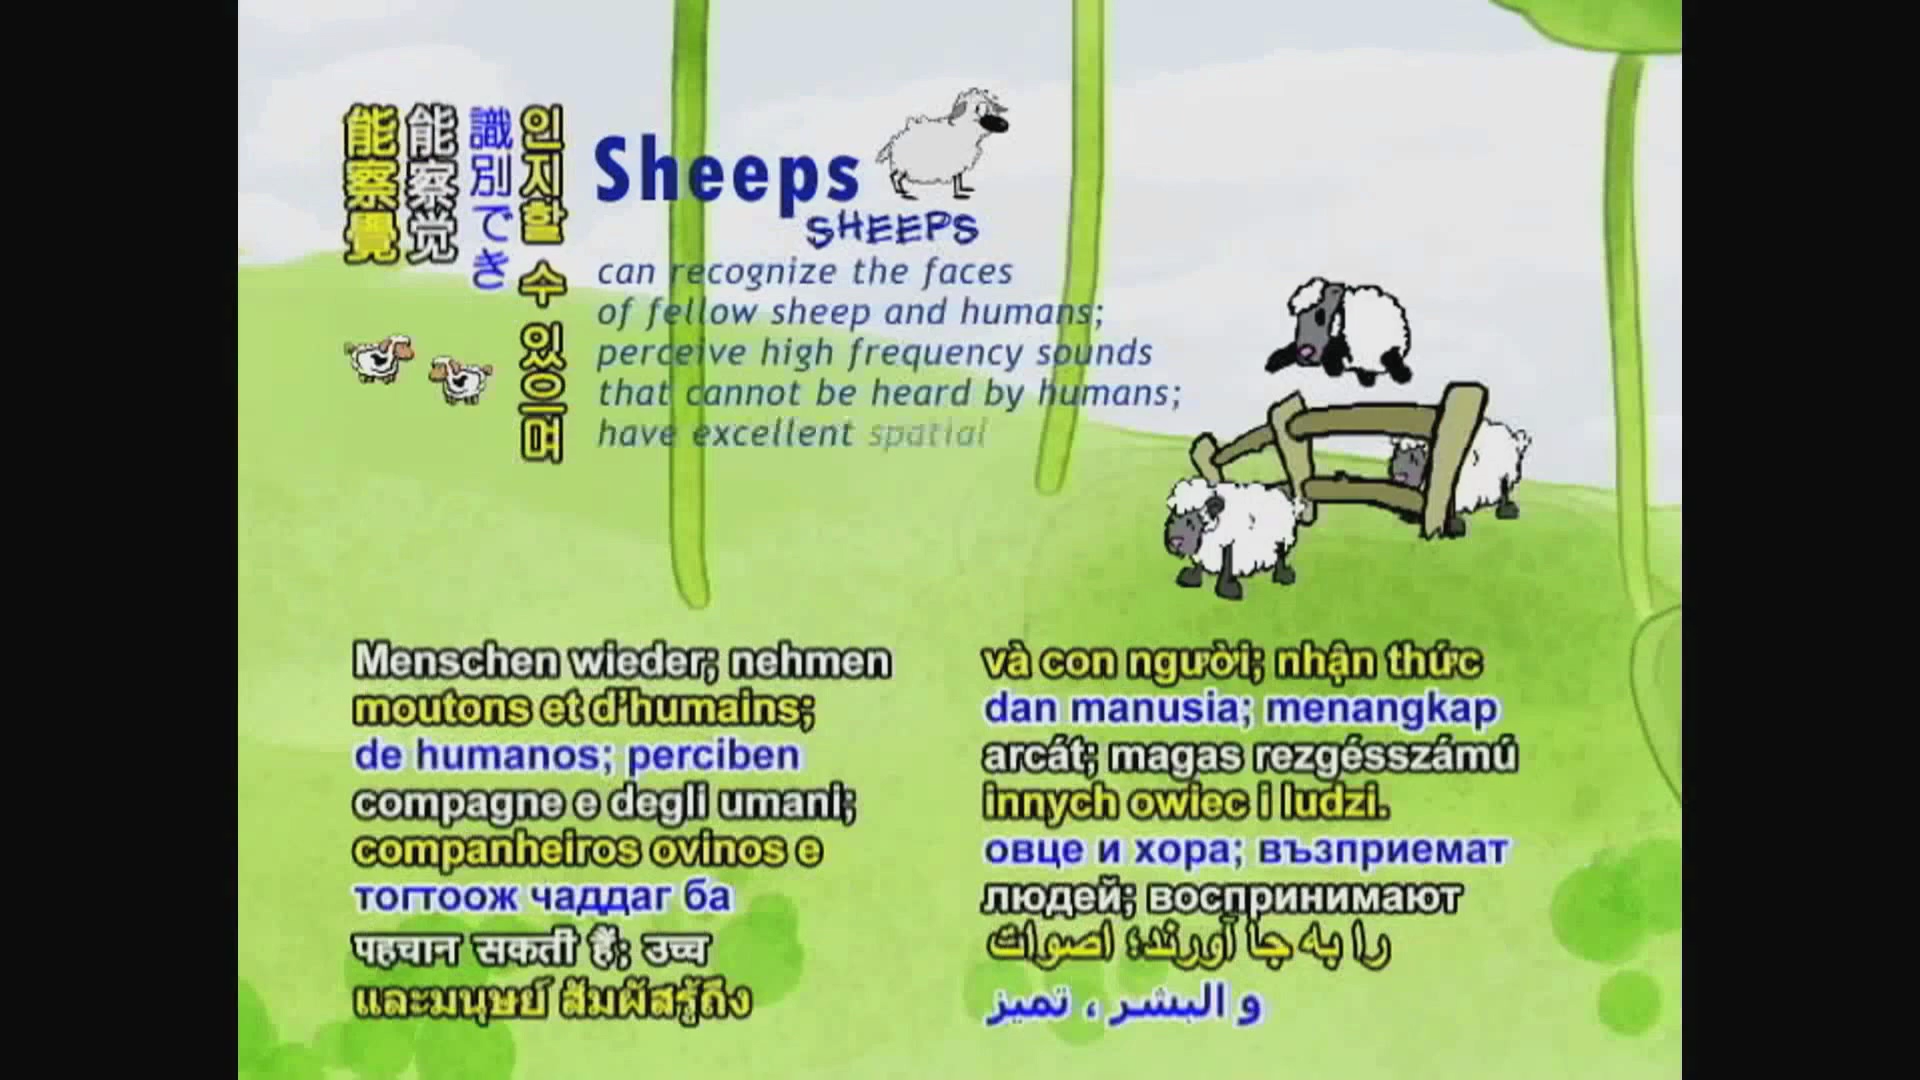 能察覺
能察觉
識別でき
인지할 수 있으며
Sheeps
SHEEPS
can recognize the faces
of fellow sheep and humans;
perceive high frequency sounds
that cannot be heard by humans;
have excellent spatial
Menschen wieder; nehmen
moutons et d'humains;
de humanos; perciben
compagne e degli umani;
companheiros ovinos e
тогтоож чаддаг ба
पहचान सकती हैं; उच्च
และมนุษย์ สัมผัสรู้ถึง
và con người; nhận thức
dan manusia; menangkap
arcát; magas rezgésszámú
innych owiec i ludzi.
овце и хора; възприемат
людей; воспринимают
را به جا آورند؛ اصوات
و البشر ، تميز